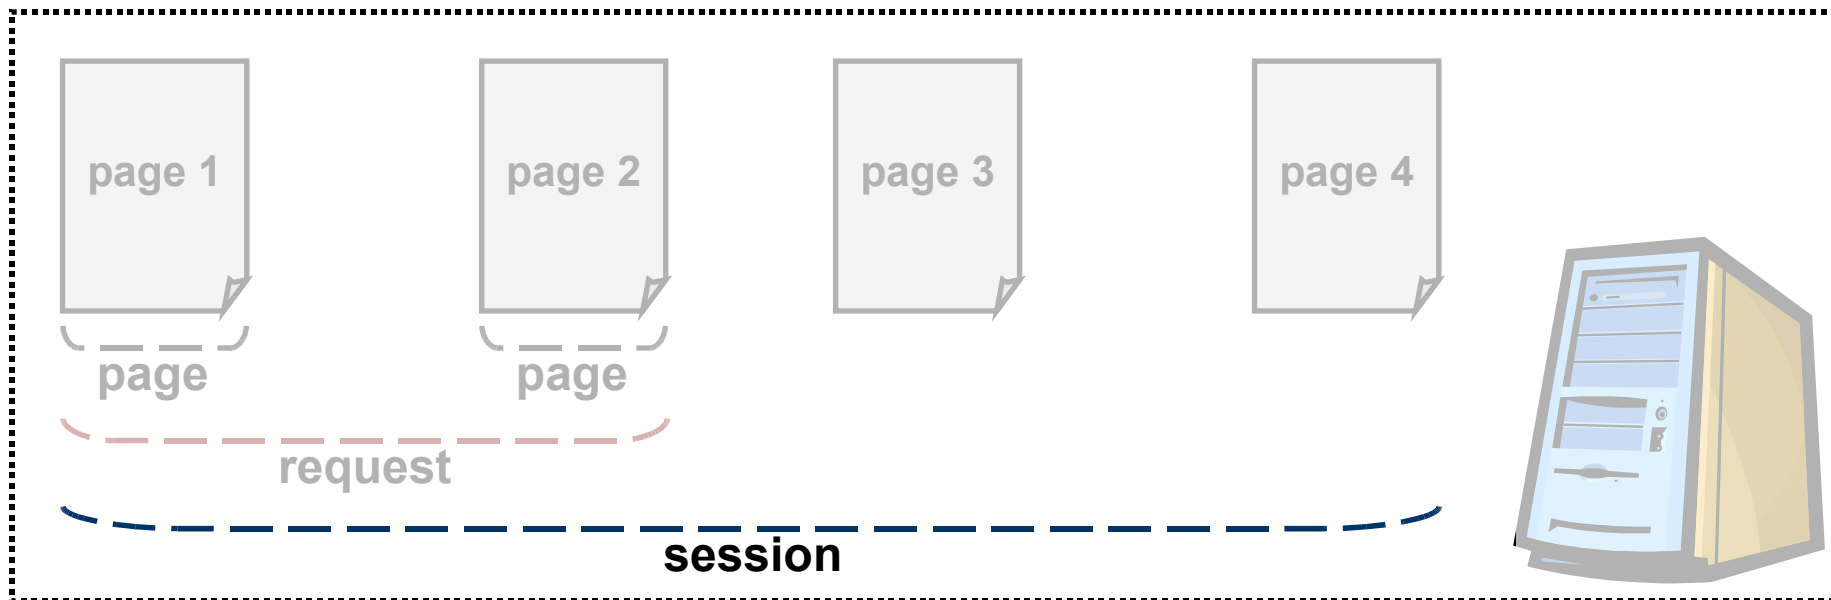 page 1
page 2
page 3
page 4
page
page
request
session